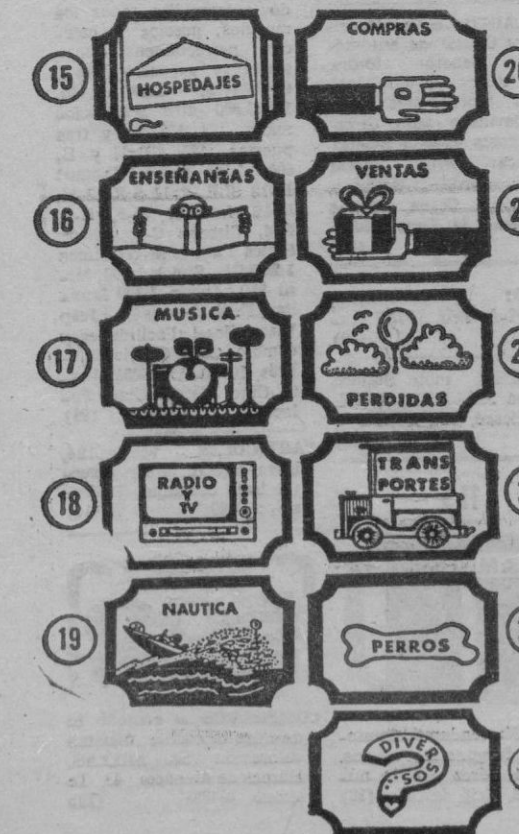 15
HOSPEDAJES
COMPRAS
16
ENSEÑANZAS
VENTAS
17
MUSICA
PERDIDAS
18
RADIO
Y
TV
TRANS
PORTES
19
NAUTICA
PERROS
DIVER
SOS